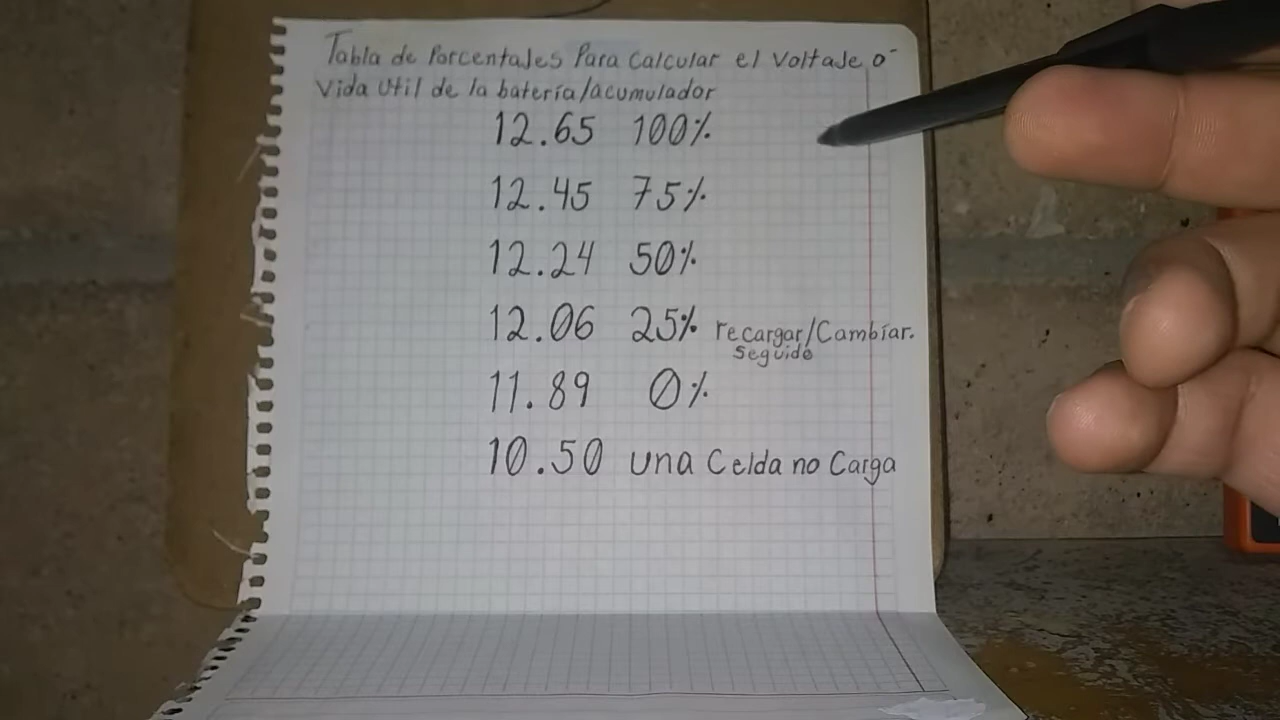 Tabla de Porcentajes Para Calcular el Voltaje o
Vida Util de la batería/acumulador
12.65 100%
12.45 75%
12.24 50%
12.06 25% recargar/Cambiar.
seguido
11.89 0%
10.50 una Celda no Carga